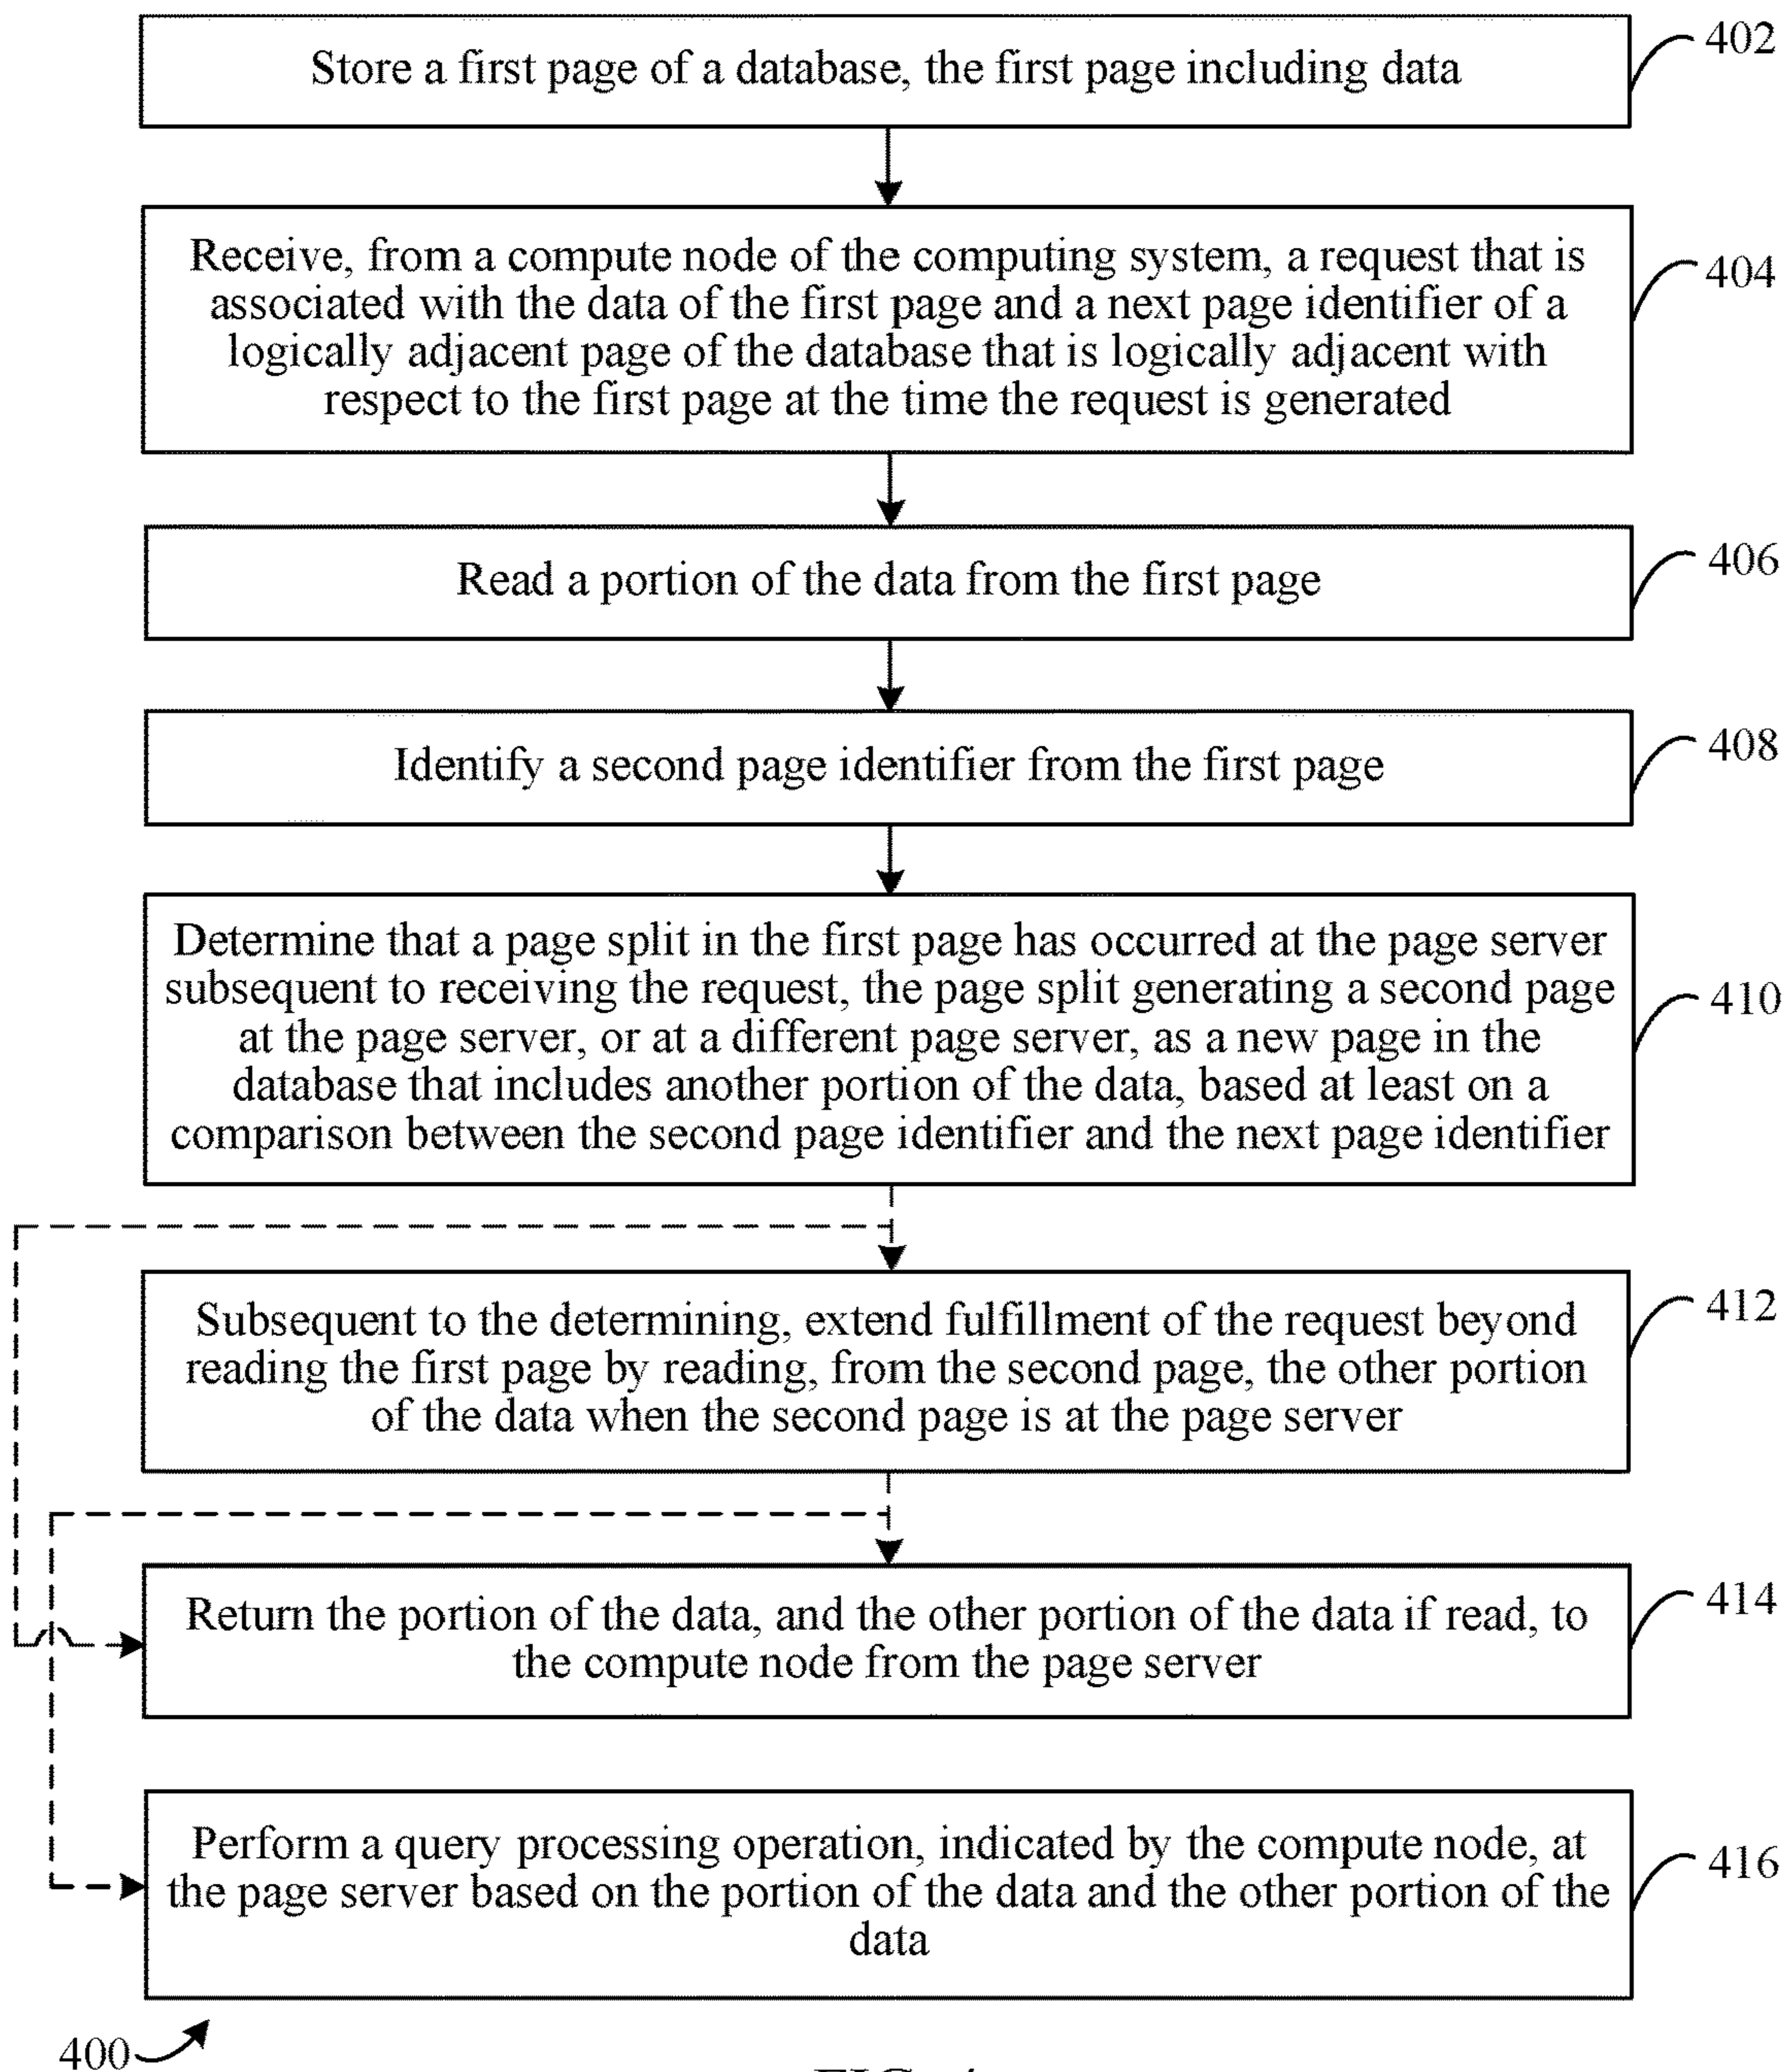 Store a first page of a database, the first page including data
402
Receive, from a compute node of the computing system, a request that is
associated with the data of the first page and a next page identifier of a
logically adjacent page of the database that is logically adjacent with
respect to the first page at the time the request is generated
404
Read a portion of the data from the first page
406
Identify a second page identifier from the first page
408
Determine that a page split in the first page has occurred at the page server
subsequent to receiving the request, the page split generating a second page
at the page server, or at a different page server, as a new page in the
database that includes another portion of the data, based at least on a
comparison between the second page identifier and the next page identifier
410
Subsequent to the determining, extend fulfillment of the request beyond
reading the first page by reading, from the second page, the other portion
of the data when the second page is at the page server
412
Return the portion of the data, and the other portion of the data if read, to
the compute node from the page server
414
Perform a query processing operation, indicated by the compute node, at
the page server based on the portion of the data and the other portion of the
data
416
400